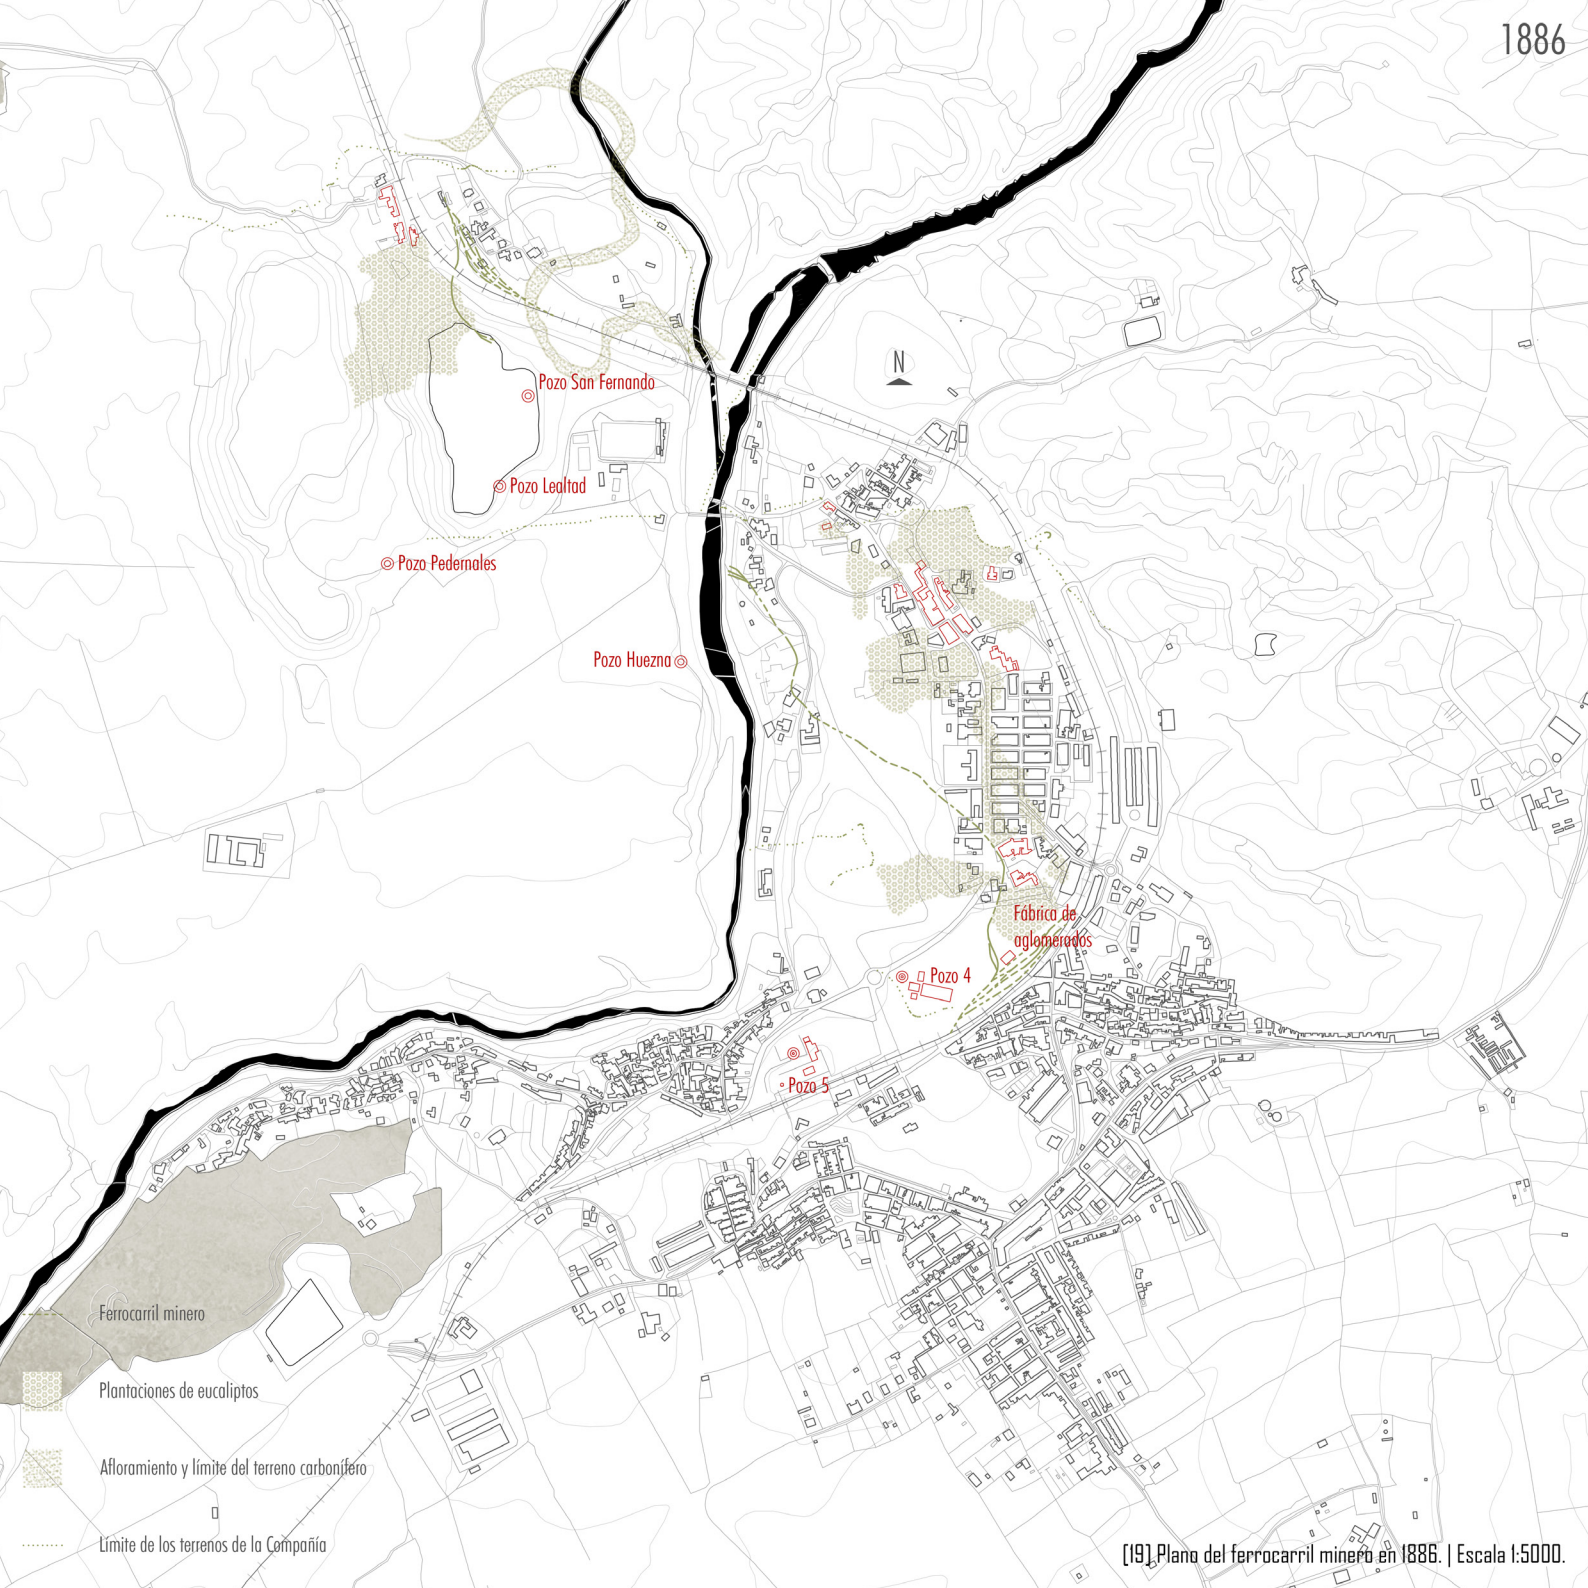 1886
N
Pozo San Fernando
Pozo Lealtad
Pozo Pedernales
Pozo Huezna
Fábrica de
aglomerados
Pozo 4
Pozo 5
Ferrocarril minero
Plantaciones de eucaliptos
Afloramiento y límite del terreno carbonífero
Límite de los terrenos de la Compañía
[19] Plano del ferrocarril minero en 1886. | Escala 1:5000.